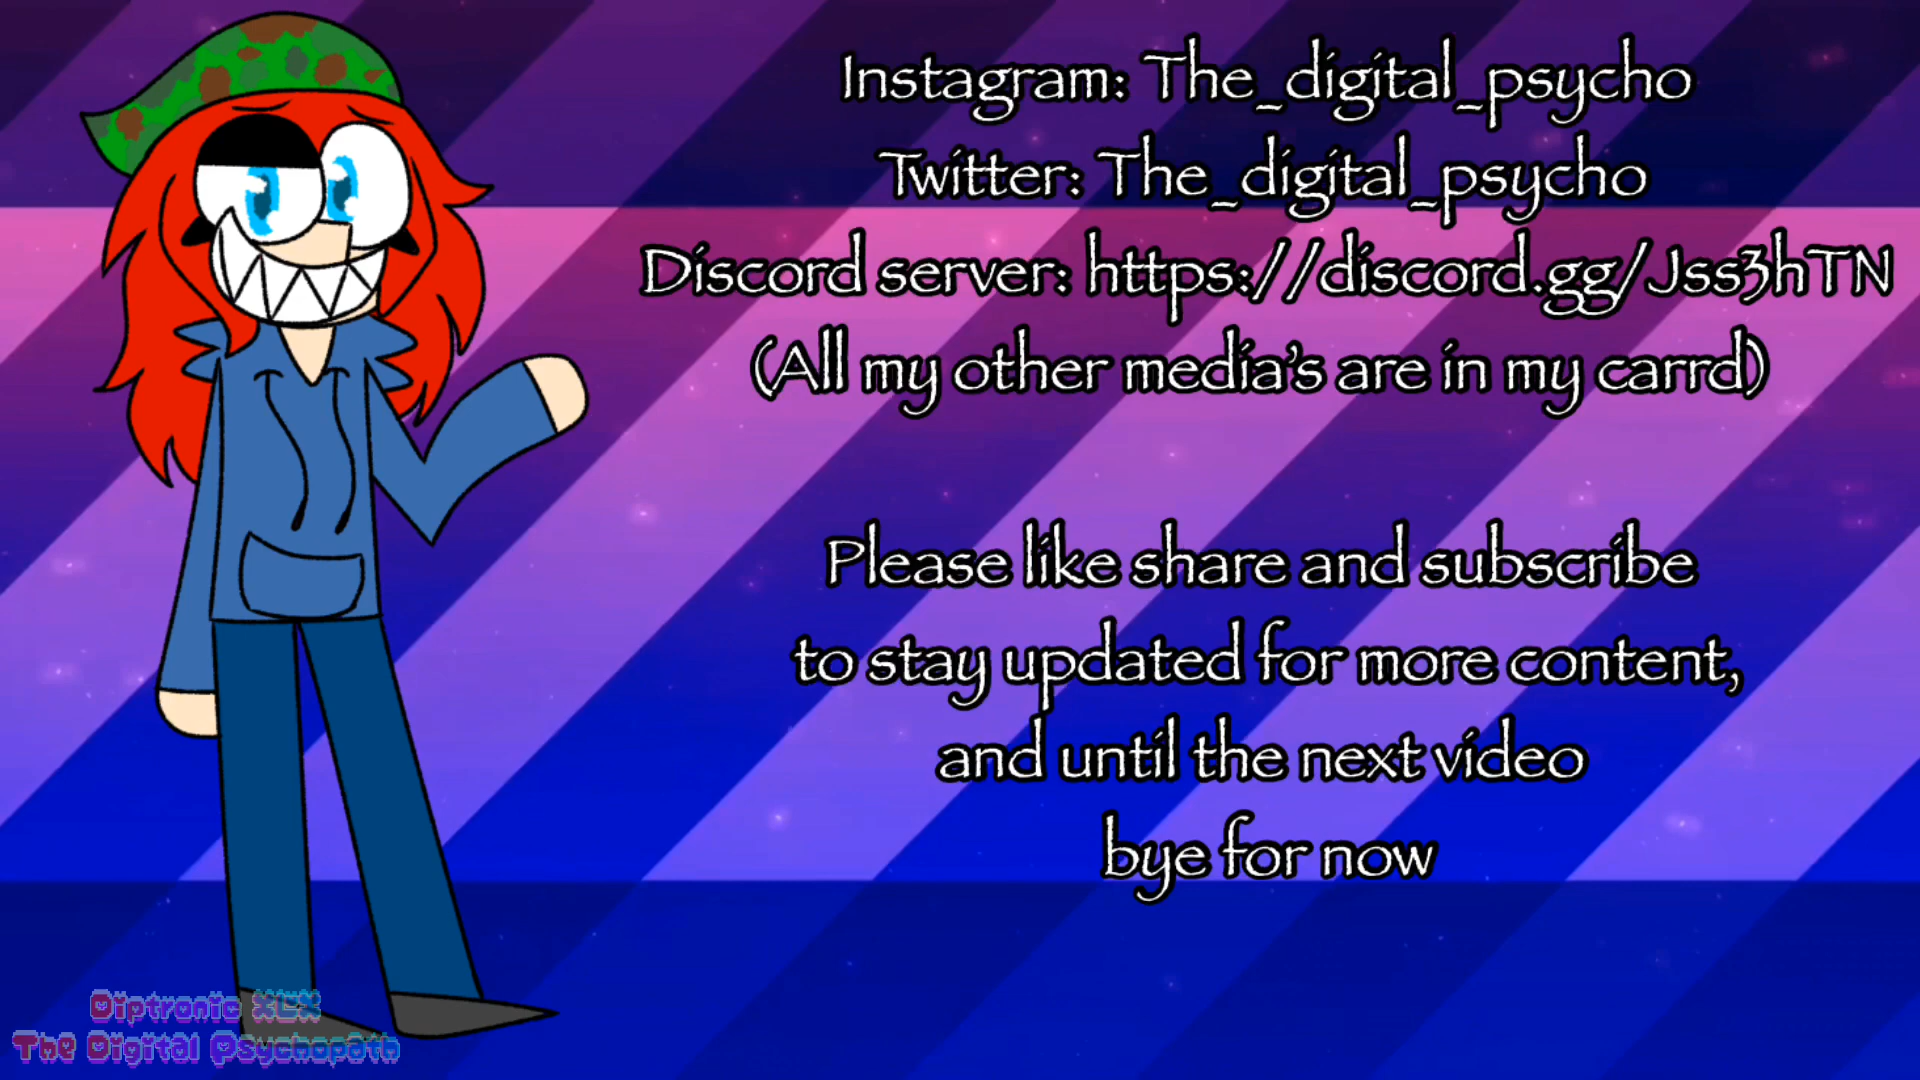 Instagram: The_digital_psycho
Twitter: The_digital_psycho
Discord server: https://discord.gg/Jss3hTN
(All my other media's are in my carrd)
Please like share and subscribe
to stay updated for more content,
and until the next video
bye for now
Diptronic XLX
The Digital Psychopath